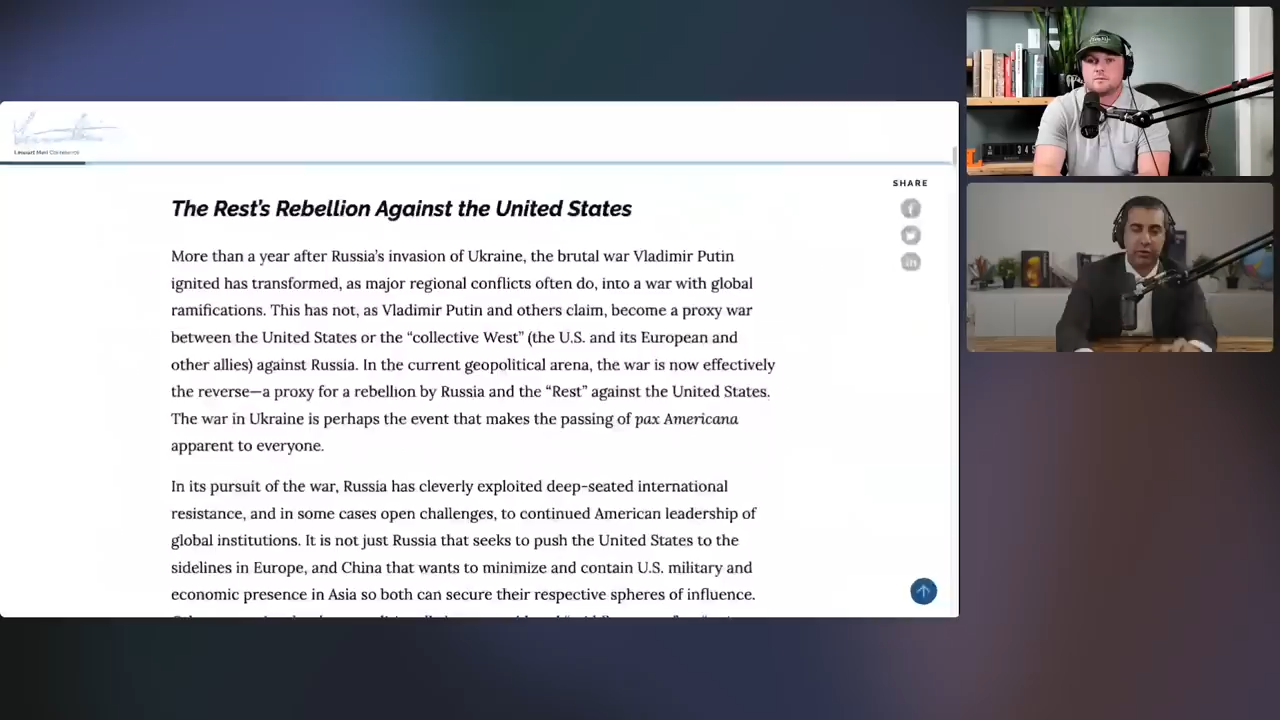 Lennart Meri Conference
The Rest’s Rebellion Against the United States
More than a year after Russia’s invasion of Ukraine, the brutal war Vladimir Putin
ignited has transformed, as major regional conflicts often do, into a war with global
ramifications. This has not, as Vladimir Putin and others claim, become a proxy war
between the United States or the “collective West” (the U.S. and its European and
other allies) against Russia. In the current geopolitical arena, the war is now effectively
the reverse—a proxy for a rebellion by Russia and the “Rest” against the United States.
The war in Ukraine is perhaps the event that makes the passing of pax Americana
apparent to everyone.
In its pursuit of the war, Russia has cleverly exploited deep-seated international
resistance, and in some cases open challenges, to continued American leadership of
global institutions. It is not just Russia that seeks to push the United States to the
sidelines in Europe, and China that wants to minimize and contain U.S. military and
economic presence in Asia so both can secure their respective spheres of influence.
SHARE